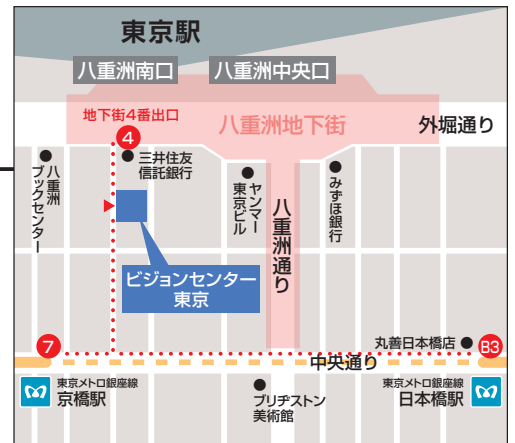 東京駅
八重洲南口
八重洲中央口
地下街4番出口
4
八重洲地下街
外堀通り
三井住友
信託銀行
八重洲
ブックセンター
ヤンマー
東京ビル
八重洲通り
みずほ銀行
ビジョンセンター
東京
7
丸善日本橋店
B3
中央通り
東京メトロ銀座線
京橋駅
ブリヂストン
美術館
東京メトロ銀座線
日本橋駅